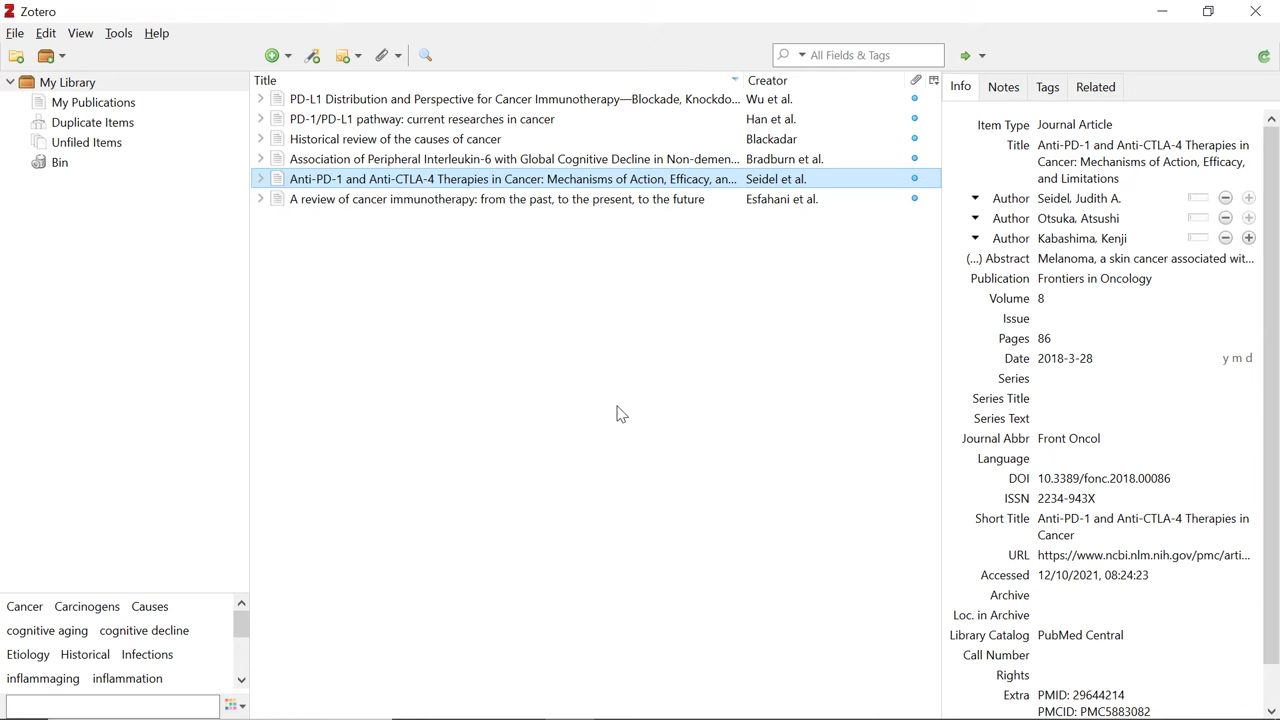 Zotero
File Edit View Tools Help
All Fields & Tags
My Library
My Publications
Duplicate Items
Unfiled Items
Bin
Title Creator
PD-L1 Distribution and Perspective for Cancer Immunotherapy—Blockade, Knockdo... Wu et al.
PD-1/PD-L1 pathway: current researches in cancer Han et al.
Historical review of the causes of cancer Blackadar
Association of Peripheral Interleukin-6 with Global Cognitive Decline in Non-demen... Bradburn et al.
Anti-PD-1 and Anti-CTLA-4 Therapies in Cancer: Mechanisms of Action, Efficacy, an... Seidel et al.
A review of cancer immunotherapy: from the past, to the present, to the future Esfahani et al.
Info Notes Tags Related
Item Type Journal Article
Title Anti-PD-1 and Anti-CTLA-4 Therapies in
Cancer: Mechanisms of Action, Efficacy,
and Limitations
Author Seidel, Judith A.
Author Otsuka, Atsushi
Author Kabashima, Kenji
(...) Abstract Melanoma, a skin cancer associated wit...
Publication Frontiers in Oncology
Volume 8
Issue
Pages 86
Date 2018-3-28 y m d
Series
Series Title
Series Text
Journal Abbr Front Oncol
Language
DOI 10.3389/fonc.2018.00086
ISSN 2234-943X
Short Title Anti-PD-1 and Anti-CTLA-4 Therapies in
Cancer
URL https://www.ncbi.nlm.nih.gov/pmc/arti...
Accessed 12/10/2021, 08:24:23
Archive
Loc. in Archive
Library Catalog PubMed Central
Call Number
Rights
Extra PMID: 29644214
PMCID: PMC5883082
Cancer Carcinogens Causes
cognitive aging cognitive decline
Etiology Historical Infections
inflammaging inflammation